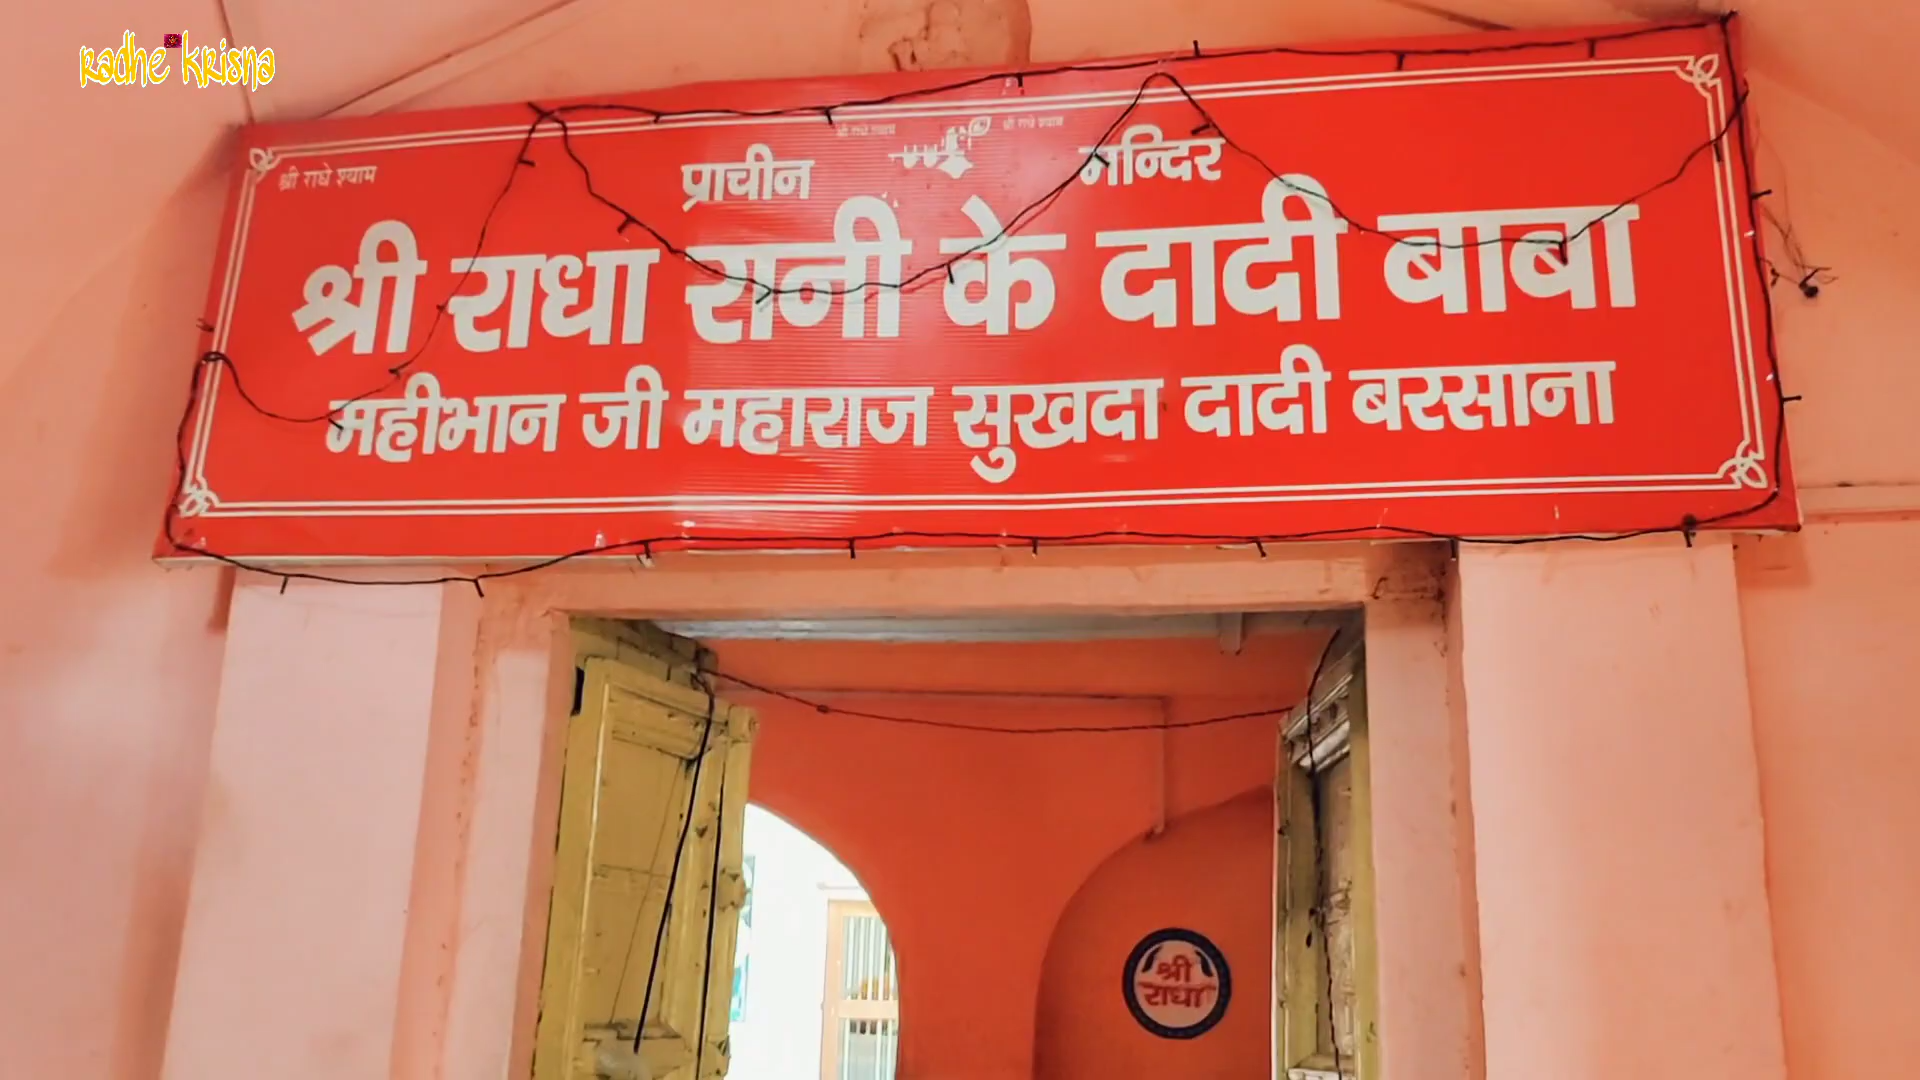 radhe krisna
श्री राधे श्याम
श्री राधे श्याम
श्री राधे श्याम
प्राचीन मन्दिर
श्री राधा रानी के दादी बाबा
महीभान जी महाराज सुखदा दादी बरसाना
श्री
राधा